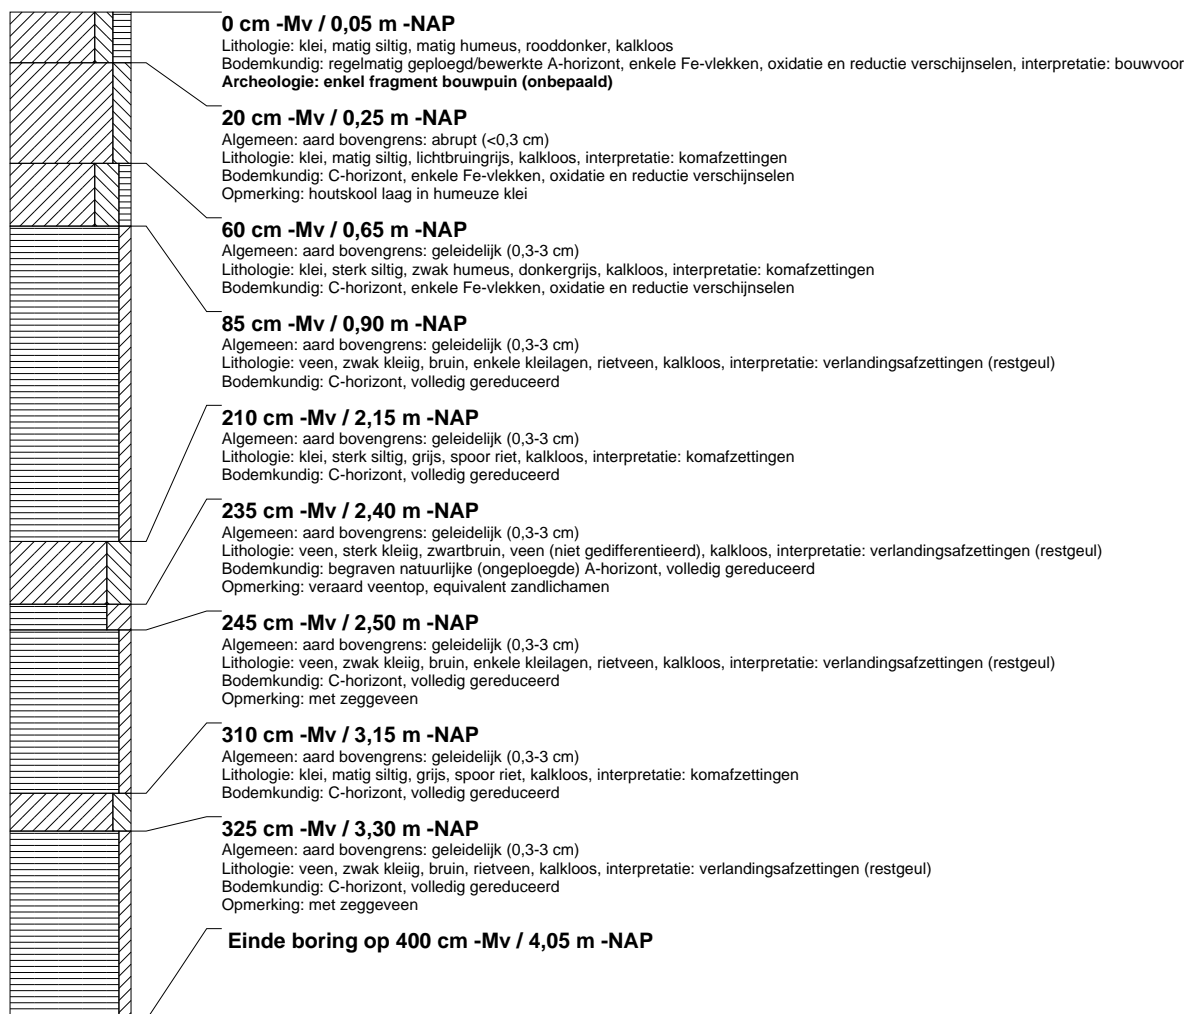 0 cm -Mv / 0,05 m -NAP
Lithologie: klei, matig siltig, matig humeus, rooddonker, kalkloos
Bodemkundig: regelmatig geploegd/bewerkte A-horizont, enkele Fe-vlekken, oxidatie en reductie verschijnselen, interpretatie: bouwvoor
Archeologie: enkel fragment bouwpuin (onbepaald)
20 cm -Mv / 0,25 m -NAP
Algemeen: aard bovengrens: abrupt (<0,3 cm)
Lithologie: klei, matig siltig, lichtbruingrijs, kalkloos, interpretatie: komafzettingen
Bodemkundig: C-horizont, enkele Fe-vlekken, oxidatie en reductie verschijnselen
Opmerking: houtskool laag in humeuze klei
60 cm -Mv / 0,65 m -NAP
Algemeen: aard bovengrens: geleidelijk (0,3-3 cm)
Lithologie: klei, sterk siltig, zwak humeus, donkergrijs, kalkloos, interpretatie: komafzettingen
Bodemkundig: C-horizont, enkele Fe-vlekken, oxidatie en reductie verschijnselen
85 cm -Mv / 0,90 m -NAP
Algemeen: aard bovengrens: geleidelijk (0,3-3 cm)
Lithologie: veen, zwak kleiig, bruin, enkele kleilagen, rietveen, kalkloos, interpretatie: verlandingsafzettingen (restgeul)
Bodemkundig: C-horizont, volledig gereduceerd
210 cm -Mv / 2,15 m -NAP
Algemeen: aard bovengrens: geleidelijk (0,3-3 cm)
Lithologie: klei, sterk siltig, grijs, spoor riet, kalkloos, interpretatie: komafzettingen
Bodemkundig: C-horizont, volledig gereduceerd
235 cm -Mv / 2,40 m -NAP
Algemeen: aard bovengrens: geleidelijk (0,3-3 cm)
Lithologie: veen, sterk kleiig, zwartbruin, veen (niet gedifferentieerd), kalkloos, interpretatie: verlandingsafzettingen (restgeul)
Bodemkundig: begraven natuurlijke (ongeploegde) A-horizont, volledig gereduceerd
Opmerking: veraard veentop, equivalent zandlichamen
245 cm -Mv / 2,50 m -NAP
Algemeen: aard bovengrens: geleidelijk (0,3-3 cm)
Lithologie: veen, zwak kleiig, bruin, enkele kleilagen, rietveen, kalkloos, interpretatie: verlandingsafzettingen (restgeul)
Bodemkundig: C-horizont, volledig gereduceerd
Opmerking: met zeggeveen
310 cm -Mv / 3,15 m -NAP
Algemeen: aard bovengrens: geleidelijk (0,3-3 cm)
Lithologie: klei, matig siltig, grijs, spoor riet, kalkloos, interpretatie: komafzettingen
Bodemkundig: C-horizont, volledig gereduceerd
325 cm -Mv / 3,30 m -NAP
Algemeen: aard bovengrens: geleidelijk (0,3-3 cm)
Lithologie: veen, zwak kleiig, bruin, rietveen, kalkloos, interpretatie: verlandingsafzettingen (restgeul)
Bodemkundig: C-horizont, volledig gereduceerd
Opmerking: met zeggeveen
Einde boring op 400 cm -Mv / 4,05 m -NAP